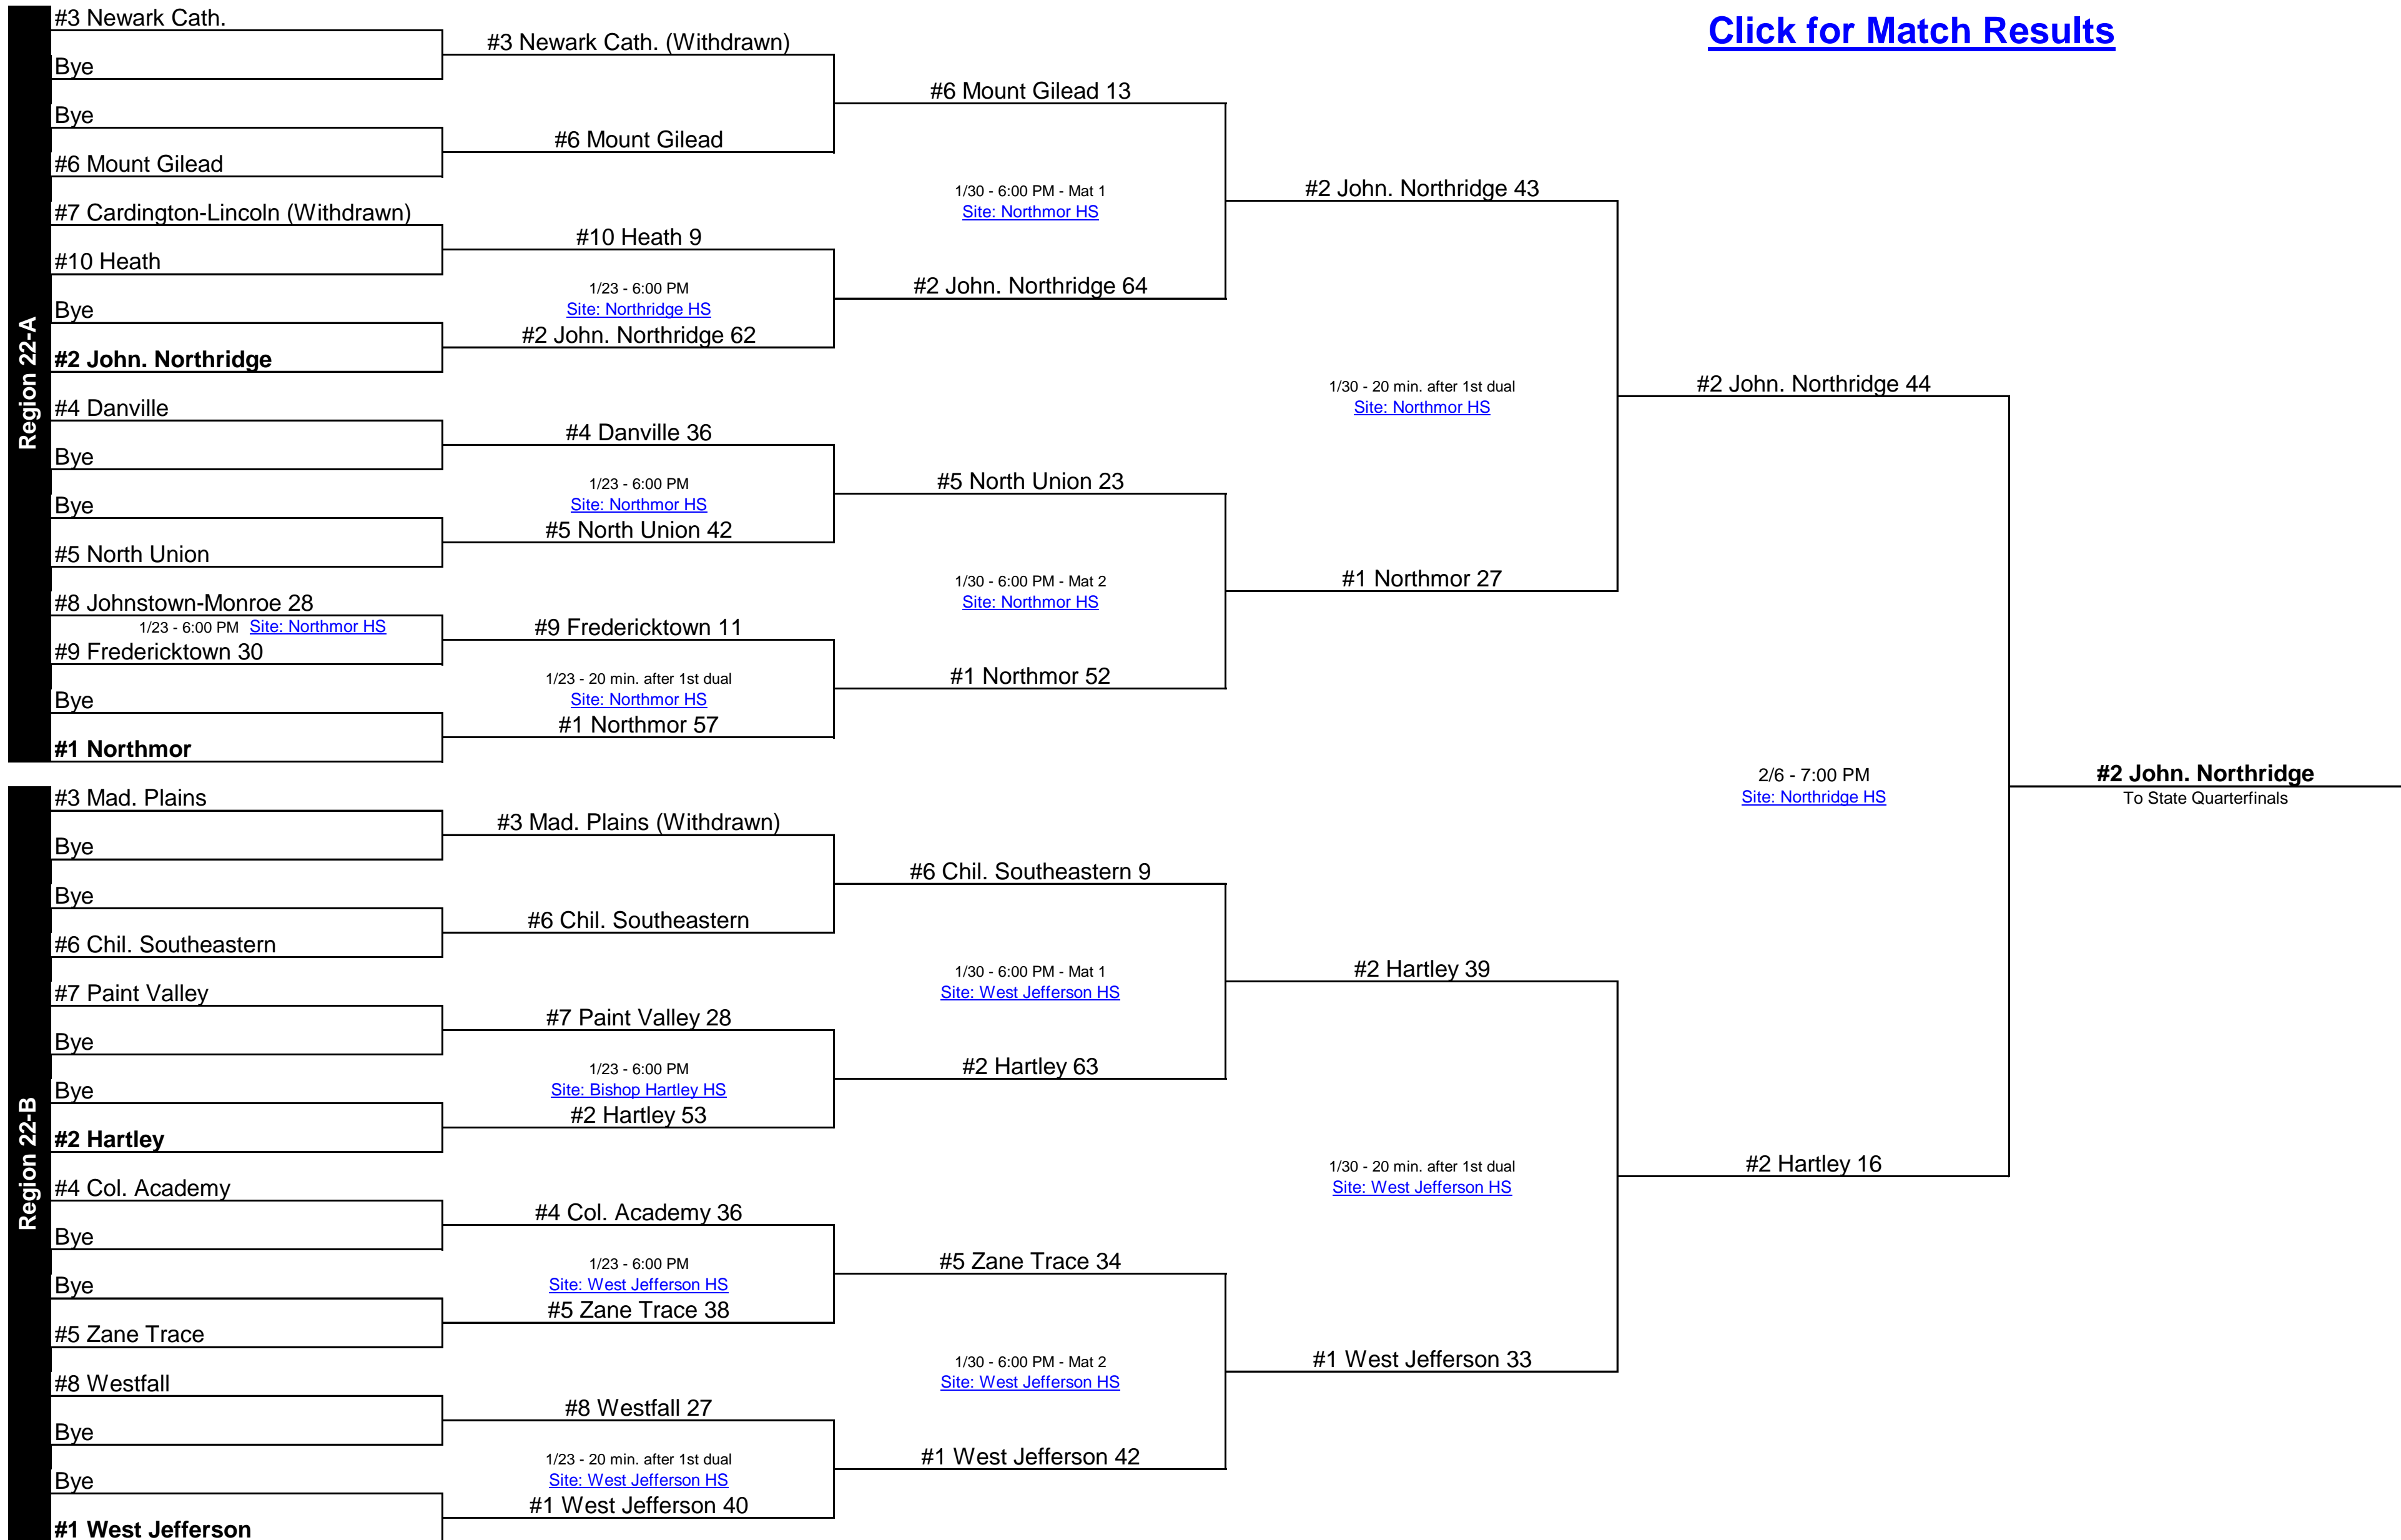 Click for Match Results
Region 22-A
#3 Newark Cath.
Bye
Bye
#6 Mount Gilead
#7 Cardington-Lincoln (Withdrawn)
#10 Heath
Bye
#2 John. Northridge
#4 Danville
Bye
Bye
#5 North Union
#8 Johnstown-Monroe 28
1/23 - 6:00 PM Site: Northmor HS
#9 Fredericktown 30
Bye
#1 Northmor
#3 Newark Cath. (Withdrawn)
#6 Mount Gilead
#10 Heath 9
1/23 - 6:00 PM
Site: Northridge HS
#2 John. Northridge 62
#4 Danville 36
1/23 - 6:00 PM
Site: Northmor HS
#5 North Union 42
#9 Fredericktown 11
1/23 - 20 min. after 1st dual
Site: Northmor HS
#1 Northmor 57
#6 Mount Gilead 13
1/30 - 6:00 PM - Mat 1
Site: Northmor HS
#2 John. Northridge 64
#5 North Union 23
1/30 - 6:00 PM - Mat 2
Site: Northmor HS
#1 Northmor 52
#2 John. Northridge 43
1/30 - 20 min. after 1st dual
Site: Northmor HS
#1 Northmor 27
#2 John. Northridge 44
Region 22-B
#3 Mad. Plains
Bye
Bye
#6 Chil. Southeastern
#7 Paint Valley
Bye
Bye
#2 Hartley
#4 Col. Academy
Bye
Bye
#5 Zane Trace
#8 Westfall
Bye
Bye
#1 West Jefferson
#3 Mad. Plains (Withdrawn)
#6 Chil. Southeastern
#7 Paint Valley 28
1/23 - 6:00 PM
Site: Bishop Hartley HS
#2 Hartley 53
#4 Col. Academy 36
1/23 - 6:00 PM
Site: West Jefferson HS
#5 Zane Trace 38
#8 Westfall 27
1/23 - 20 min. after 1st dual
Site: West Jefferson HS
#1 West Jefferson 40
#6 Chil. Southeastern 9
1/30 - 6:00 PM - Mat 1
Site: West Jefferson HS
#2 Hartley 63
#5 Zane Trace 34
1/30 - 6:00 PM - Mat 2
Site: West Jefferson HS
#1 West Jefferson 42
#2 Hartley 39
1/30 - 20 min. after 1st dual
Site: West Jefferson HS
#1 West Jefferson 33
#2 Hartley 16
2/6 - 7:00 PM
Site: Northridge HS
#2 John. Northridge
To State Quarterfinals